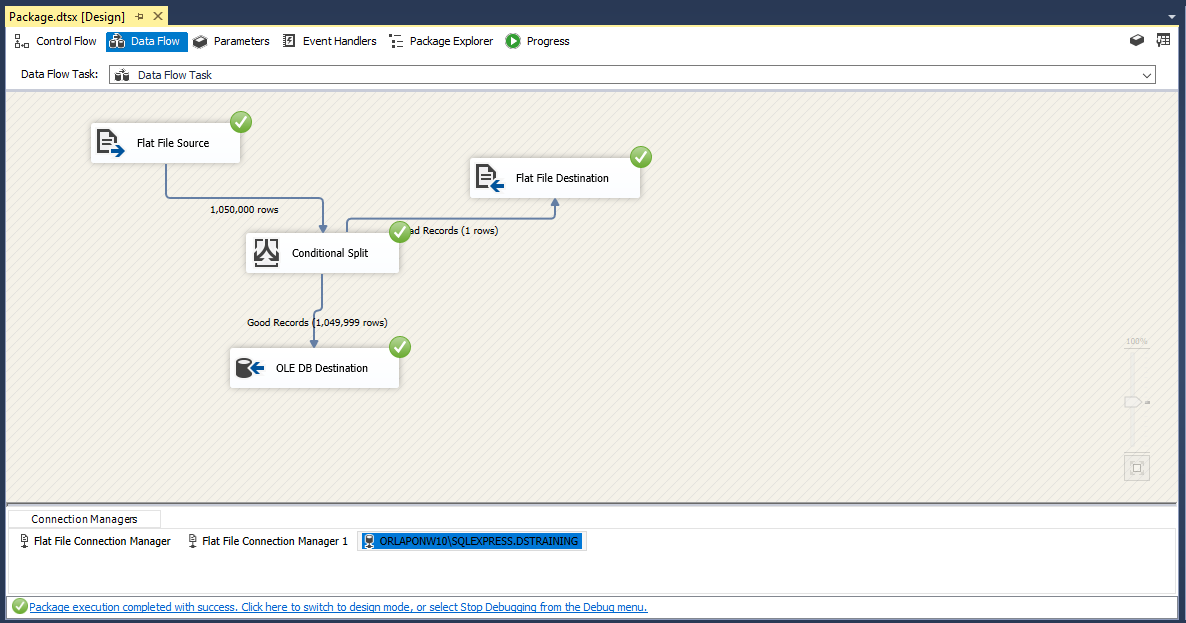 Package.dtsx [Design]
Control Flow Data Flow Parameters Event Handlers Package Explorer Progress
Data Flow Task: Data Flow Task
Flat File Source
Flat File Destination
1,050,000 rows
ad Records (1 rows)
Conditional Split
Good Records (1,049,999 rows)
OLE DB Destination
100%
Connection Managers
Flat File Connection Manager Flat File Connection Manager 1 ORLAPONW10\SQLEXPRESS.DSTRAINING
Package execution completed with success. Click here to switch to design mode, or select Stop Debugging from the Debug menu.